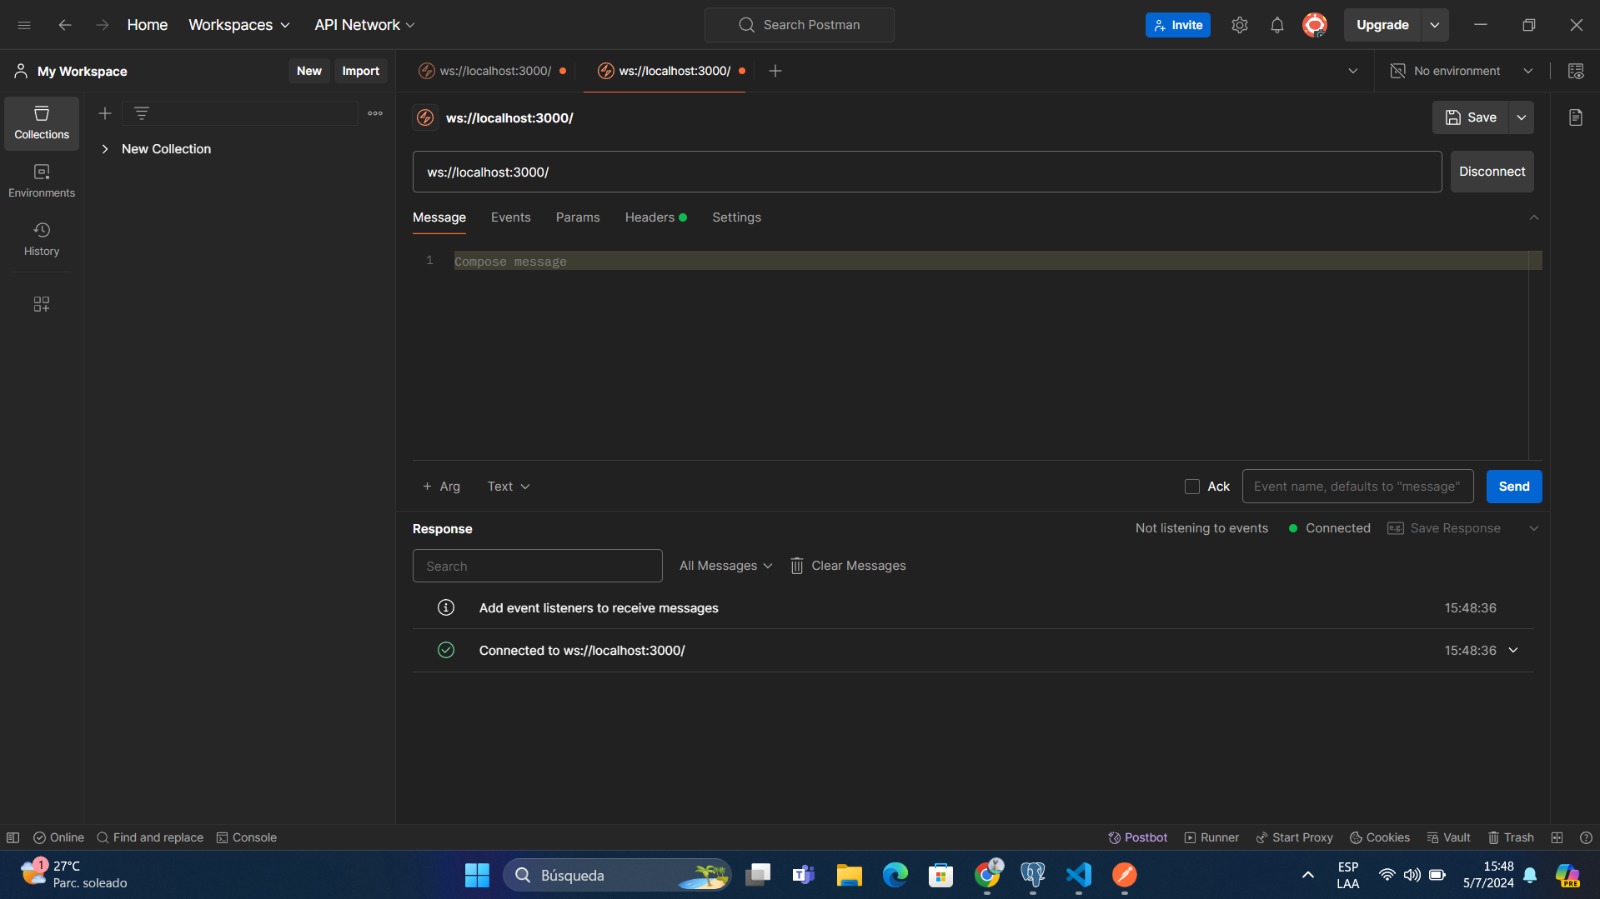 Home
Workspaces
API Network
Search Postman
Invite
Upgrade
My Workspace
New
Import
ws://localhost:3000/
ws://localhost:3000/
No environment
Collections
New Collection
Environments
History
ws://localhost:3000/
Save
ws://localhost:3000/
Disconnect
Message
Events
Params
Headers
Settings
1
Compose message
+ Arg
Text
Ack
Event name, defaults to "message"
Send
Response
Not listening to events
Connected
e.g.
Save Response
Search
All Messages
Clear Messages
Add event listeners to receive messages
15:48:36
Connected to ws://localhost:3000/
15:48:36
Online
Find and replace
Console
Postbot
Runner
Start Proxy
Cookies
Vault
Trash
1
27°C
Parc. soleado
Búsqueda
ESP
LAA
15:48
5/7/2024
PRE